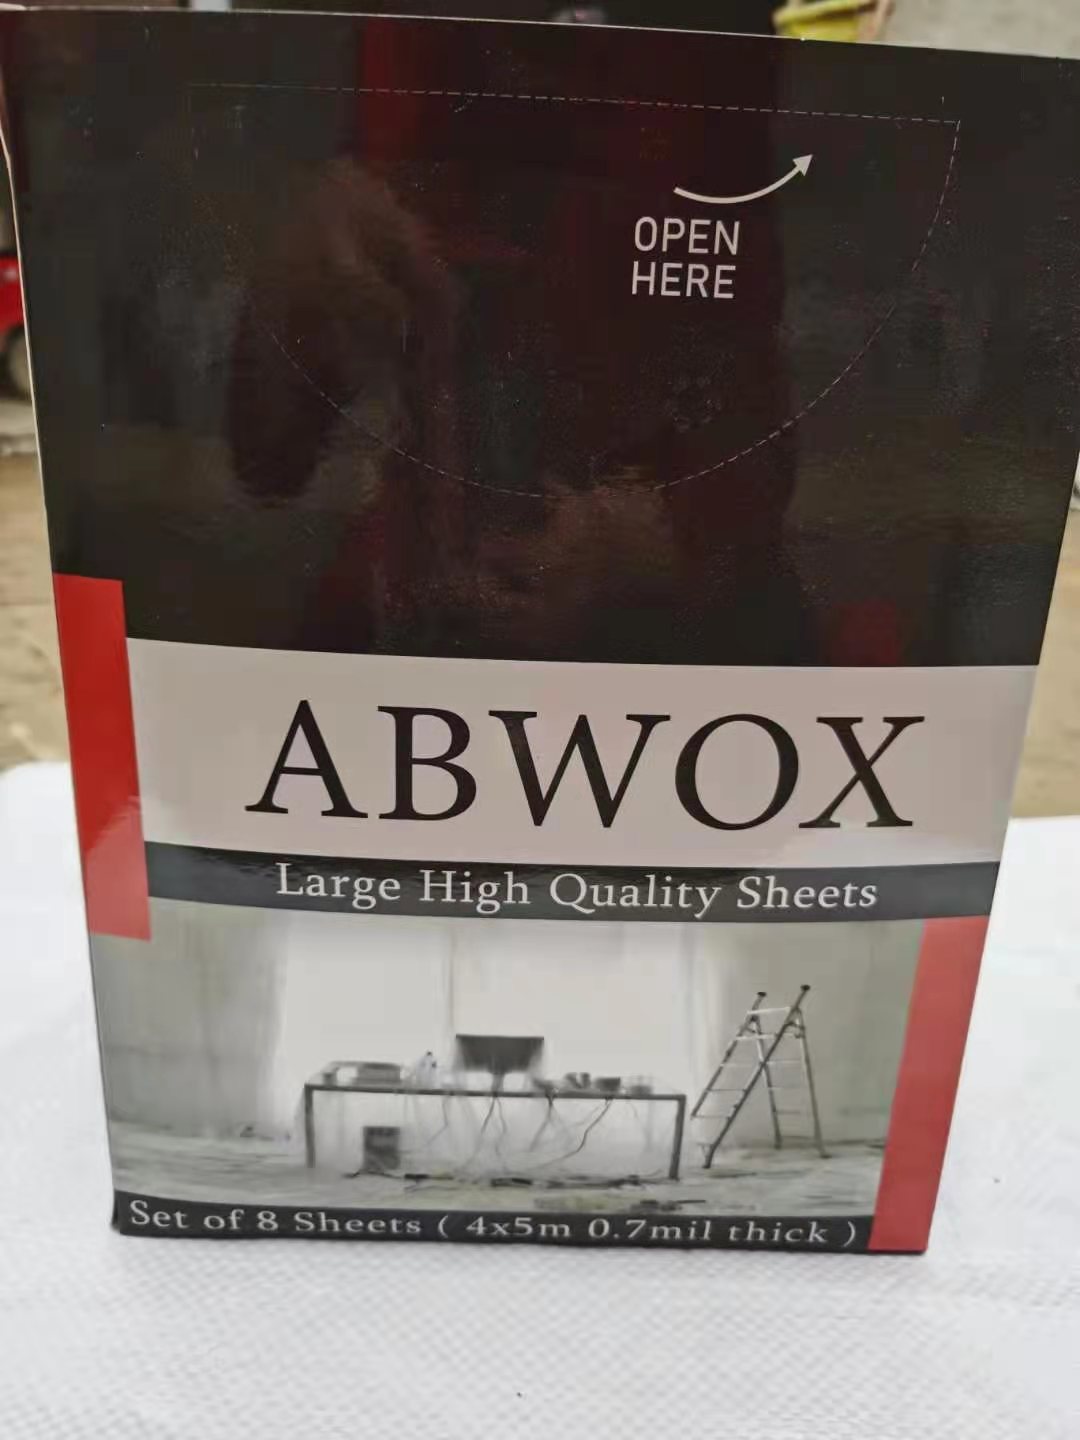 OPEN
HERE
ABWOX
Large High Quality Sheets
Set of 8 Sheets ( 4x5m 0.7mil thick )